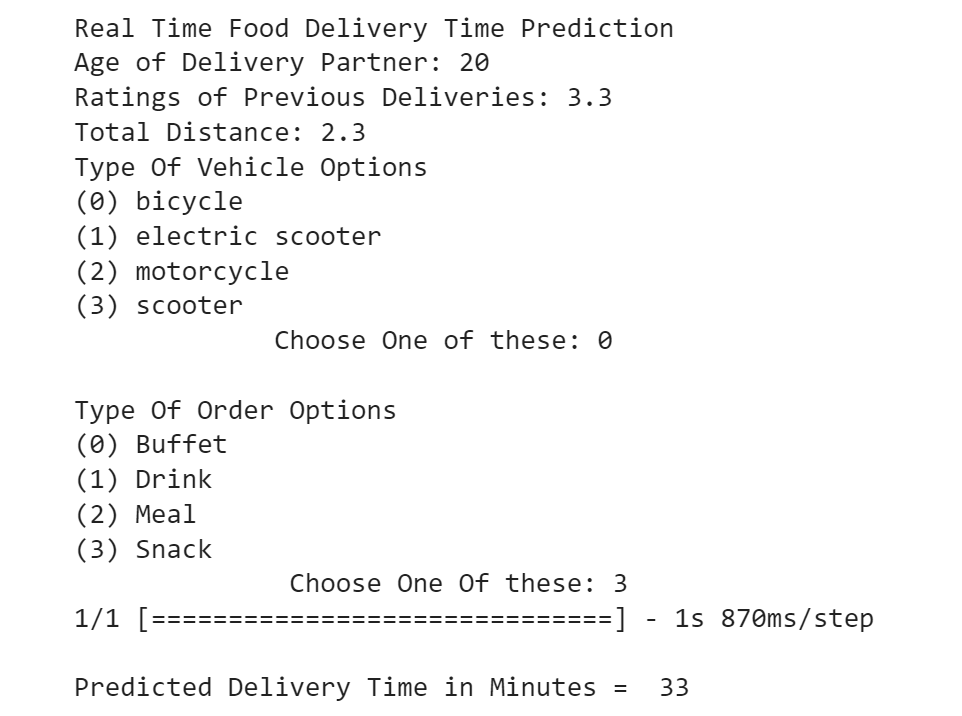 Real Time Food Delivery Time Prediction
Age of Delivery Partner: 20
Ratings of Previous Deliveries: 3.3
Total Distance: 2.3
Type Of Vehicle Options
(0) bicycle
(1) electric scooter
(2) motorcycle
(3) scooter
Choose One of these: 0
Type Of Order Options
(0) Buffet
(1) Drink
(2) Meal
(3) Snack
Choose One Of these: 3
1/1 [==============================] - 1s 870ms/step
Predicted Delivery Time in Minutes =  33